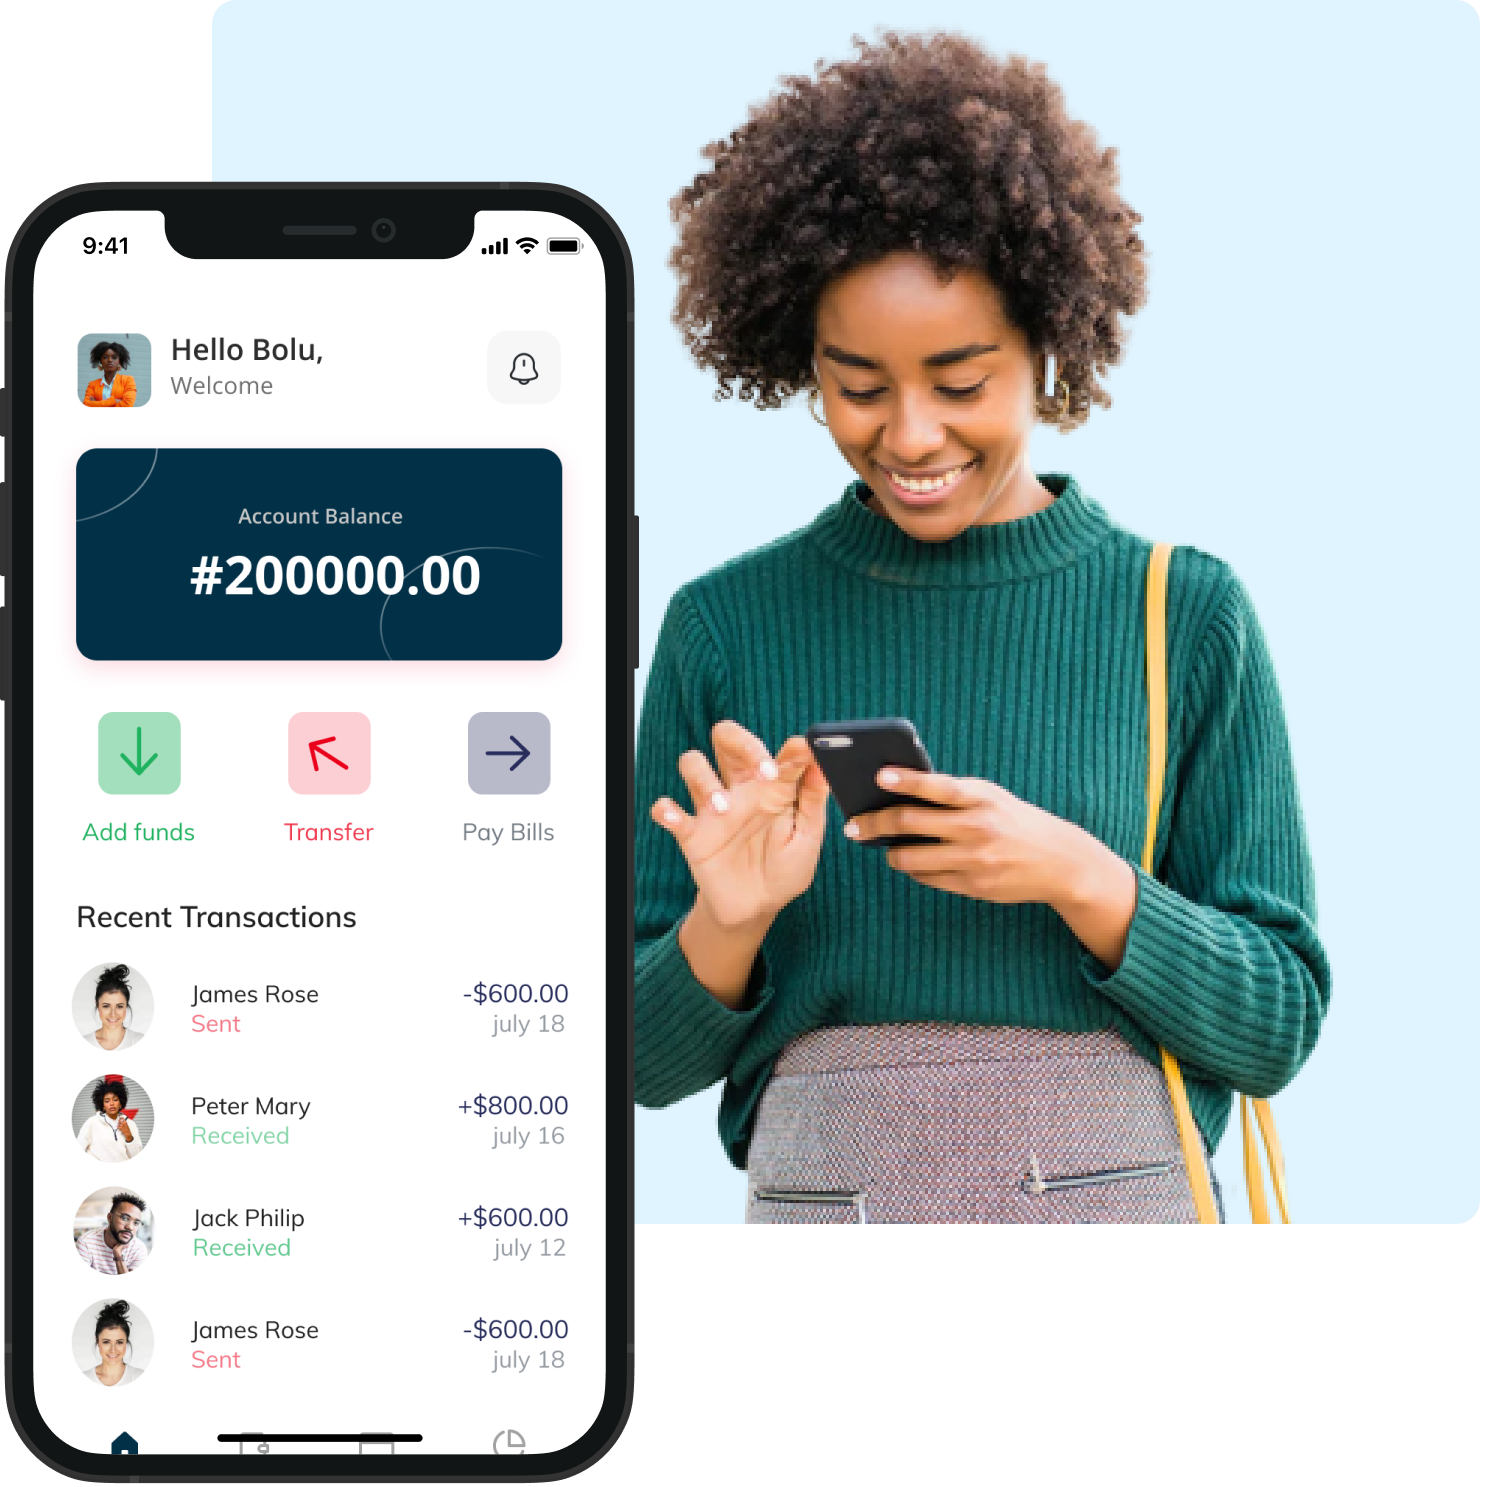 9:41
Hello Bolu,
Welcome
Account Balance
#200000.00
Add funds
Transfer
Pay Bills
Recent Transactions
James Rose
-$600.00
Sent
july 18
Peter Mary
+$800.00
Received
july 16
Jack Philip
+$600.00
Received
july 12
James Rose
-$600.00
Sent
july 18